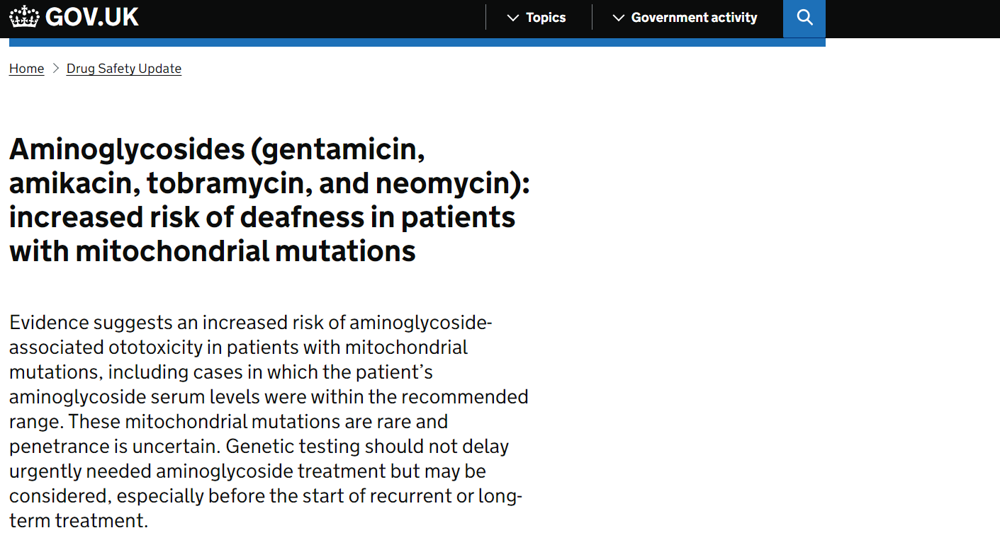 GOV.UK
Topics
Government activity
Home
Drug Safety Update
Aminoglycosides (gentamicin,
amikacin, tobramycin, and neomycin):
increased risk of deafness in patients
with mitochondrial mutations
Evidence suggests an increased risk of aminoglycoside-
associated ototoxicity in patients with mitochondrial
mutations, including cases in which the patient’s
aminoglycoside serum levels were within the recommended
range. These mitochondrial mutations are rare and
penetrance is uncertain. Genetic testing should not delay
urgently needed aminoglycoside treatment but may be
considered, especially before the start of recurrent or long-
term treatment.